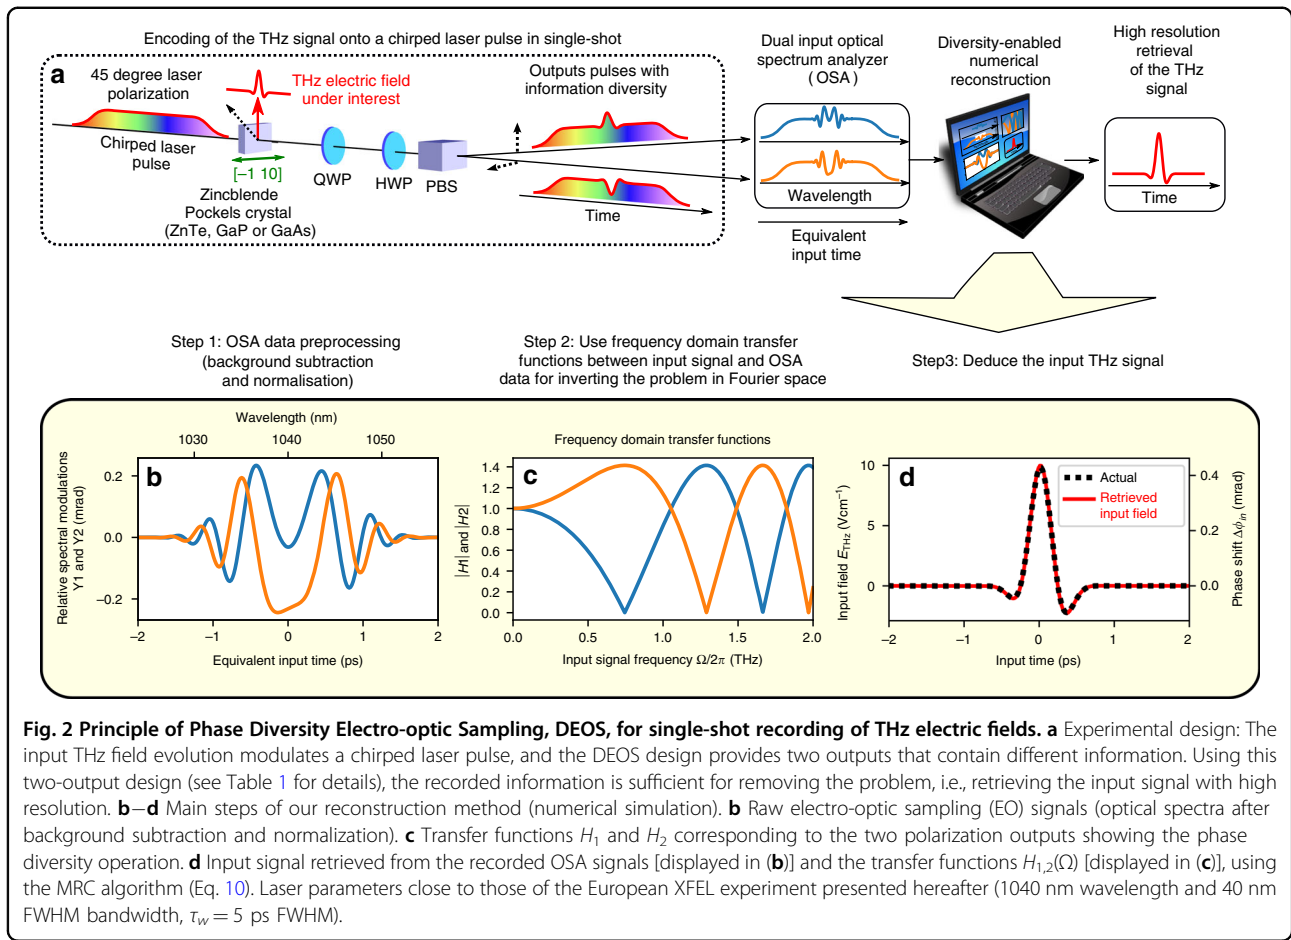 Encoding of the THz signal onto a chirped laser pulse in single-shot
a
45 degree laser
polarization
THz electric field
under interest
Chirped laser
pulse
[−1 10]
Zincblende
Pockels crystal
(ZnTe, GaP or GaAs)
QWP
HWP
PBS
Outputs pulses with
information diversity
Time
Dual input optical
spectrum analyzer
(OSA)
Wavelength
Equivalent
input time
Diversity-enabled
numerical
reconstruction
High resolution
retrieval
of the THz
signal
Time
Step 1: OSA data preprocessing
(background subtraction
and normalisation)
Step 2: Use frequency domain transfer
functions between input signal and OSA
data for inverting the problem in Fourier space
Step3: Deduce the input THz signal
Wavelength (nm)
1030 1040 1050
b
Relative spectral modulations
Y1 and Y2 (mrad)
0.2
0.0
−0.2
−2 −1 0 1 2
Equivalent input time (ps)
Frequency domain transfer functions
c
|H1| and |H2|
1.4
1.2
1.0
0.8
0.6
0.4
0.2
0.0
0.0 0.5 1.0 1.5 2.0
Input signal frequency Ω/2π (THz)
d
Actual
Retrieved
input field
Input field ETHz (Vcm−1)
10
5
0
−2 −1 0 1 2
Input time (ps)
0.4
0.2
0.0
Phase shift Δϕin (mrad)
Fig. 2 Principle of Phase Diversity Electro-optic Sampling, DEOS, for single-shot recording of THz electric fields. a Experimental design: The
input THz field evolution modulates a chirped laser pulse, and the DEOS design provides two outputs that contain different information. Using this
two-output design (see Table 1 for details), the recorded information is sufficient for removing the problem, i.e., retrieving the input signal with high
resolution. b−d Main steps of our reconstruction method (numerical simulation). b Raw electro-optic sampling (EO) signals (optical spectra after
background subtraction and normalization). c Transfer functions H1 and H2 corresponding to the two polarization outputs showing the phase
diversity operation. d Input signal retrieved from the recorded OSA signals [displayed in (b)] and the transfer functions H1,2(Ω) [displayed in (c)], using
the MRC algorithm (Eq. 10). Laser parameters close to those of the European XFEL experiment presented hereafter (1040 nm wavelength and 40 nm
FWHM bandwidth, τw = 5 ps FWHM).